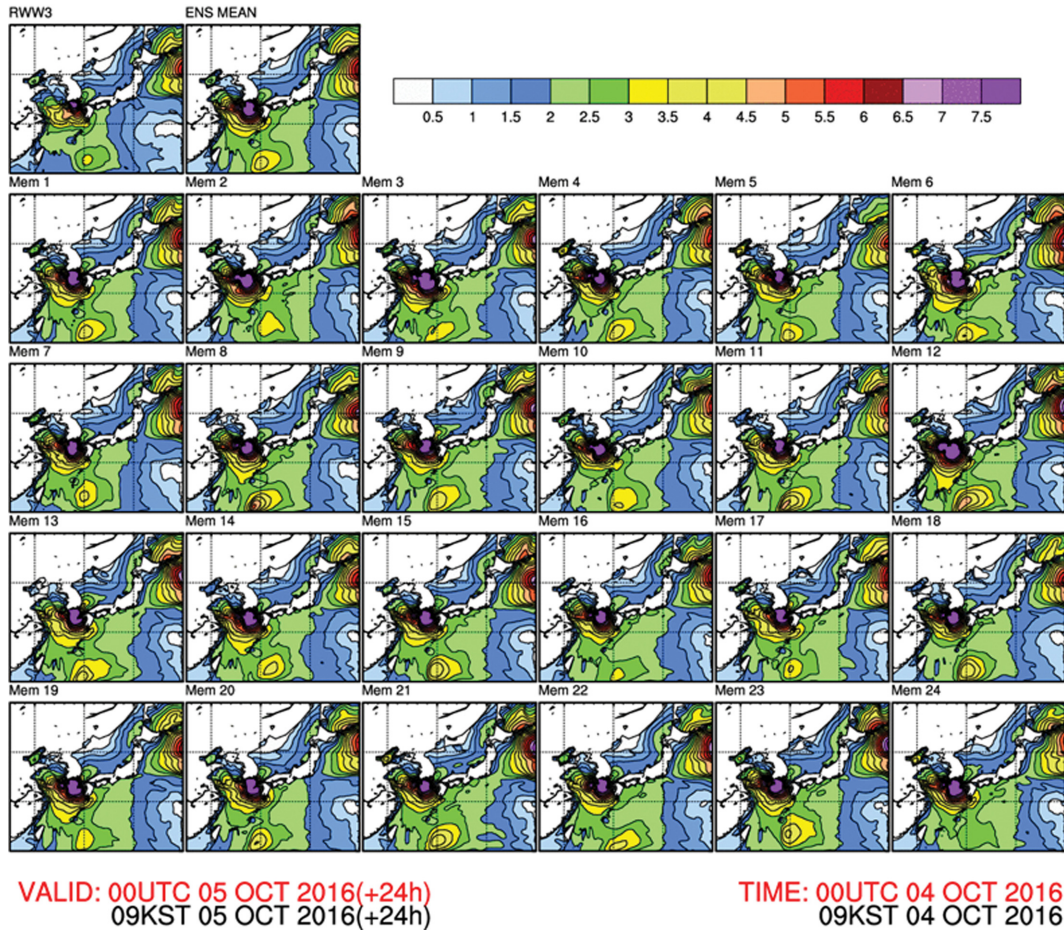 RWW3 ENS MEAN
0.5 1 1.5 2 2.5 3 3.5 4 4.5 5 5.5 6 6.5 7 7.5
Mem 1 Mem 2 Mem 3 Mem 4 Mem 5 Mem 6
Mem 7 Mem 8 Mem 9 Mem 10 Mem 11 Mem 12
Mem 13 Mem 14 Mem 15 Mem 16 Mem 17 Mem 18
Mem 19 Mem 20 Mem 21 Mem 22 Mem 23 Mem 24
VALID: 00UTC 05 OCT 2016(+24h) TIME: 00UTC 04 OCT 2016
09KST 05 OCT 2016(+24h) 09KST 04 OCT 2016